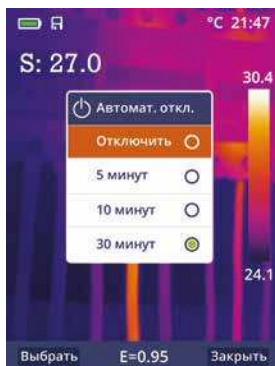 °C 21:47
S: 27.0
30.4
Автомат. откл.
Отключить
5 минут
10 минут
30 минут
24.1
Выбрать E=0.95 Закрыть